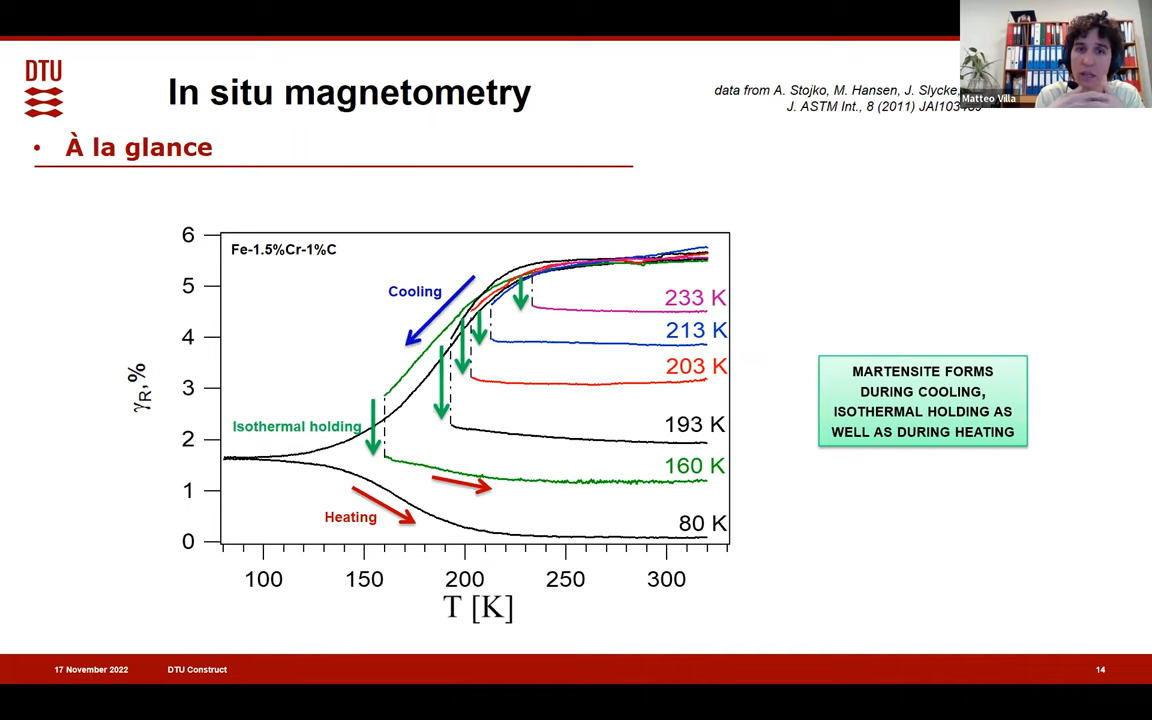 DTU
In situ magnetometry
data from A. Stojko, M. Hansen, J. Slycke,
J. ASTM Int., 8 (2011)
Matteo Villa
• À la glance
6
5
4
3
2
1
0
γR, %
Fe-1.5%Cr-1%C
Cooling
Isothermal holding
Heating
233 K
213 K
203 K
193 K
160 K
80 K
100 150 200 250 300
T [K]
MARTENSITE FORMS
DURING COOLING,
ISOTHERMAL HOLDING AS
WELL AS DURING HEATING
17 November 2022 DTU Construct 14